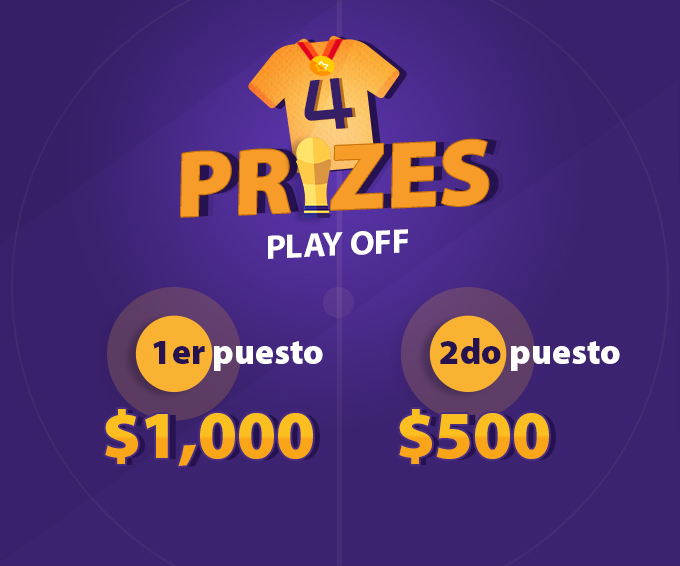 4
PRIZES
PLAY OFF
1er puesto
2do puesto
$1,000
$500